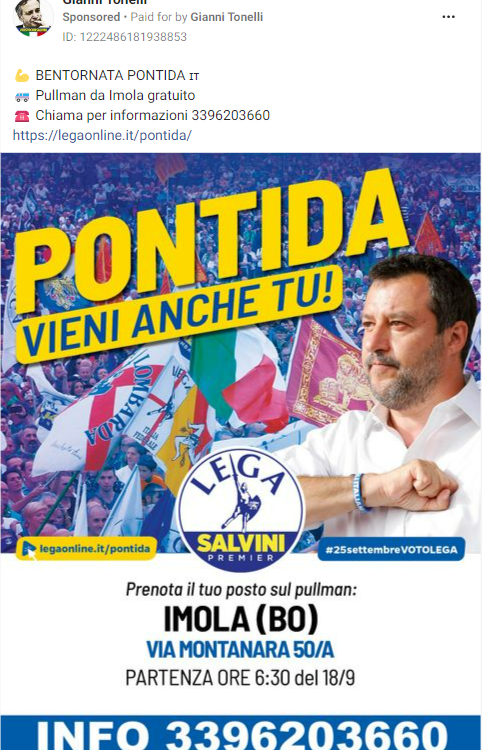 Gianni Tonelli
Sponsored • Paid for by Gianni Tonelli
ID: 1222486181938853
💪 BENTORNATA PONTIDA IT
🚌 Pullman da Imola gratuito
☎️ Chiama per informazioni 3396203660
https://legaonline.it/pontida/
PONTIDA
VIENI ANCHE TU!
LOMBARDA
ITALIA
LEGA
SALVINI
PREMIER
legaonline.it/pontida
#25settembreVOTOLEGA
Prenota il tuo posto sul pullman:
IMOLA (BO)
VIA MONTANARA 50/A
PARTENZA ORE 6:30 del 18/9
INFO 3396203660